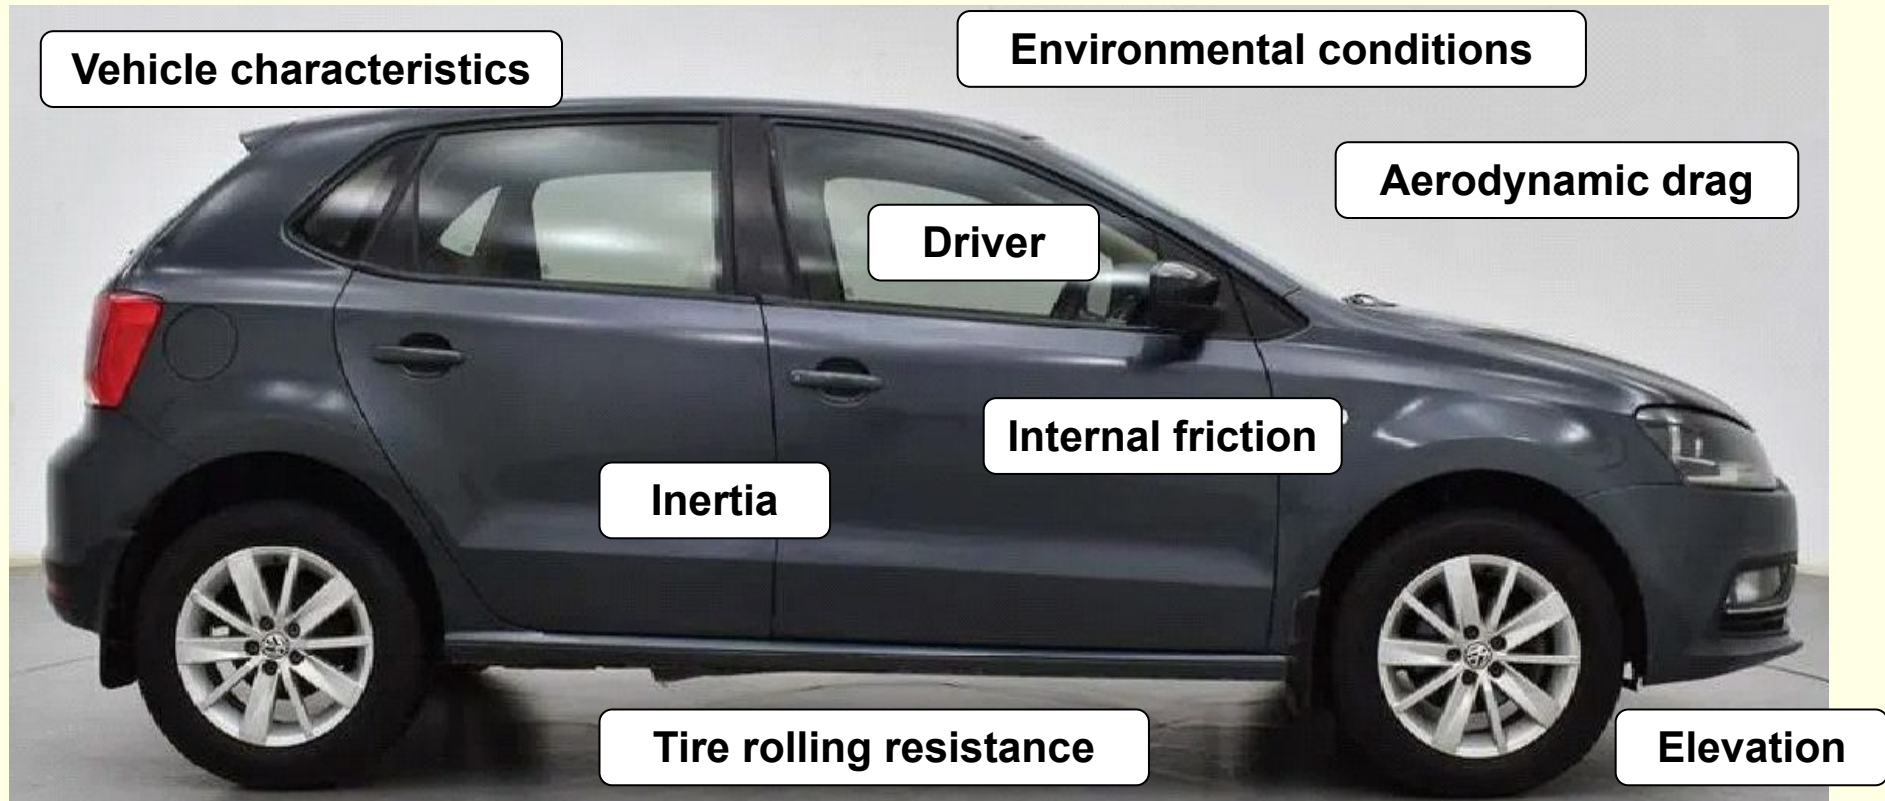 Vehicle characteristics
Environmental conditions
Aerodynamic drag
Driver
Internal friction
Inertia
Tire rolling resistance
Elevation